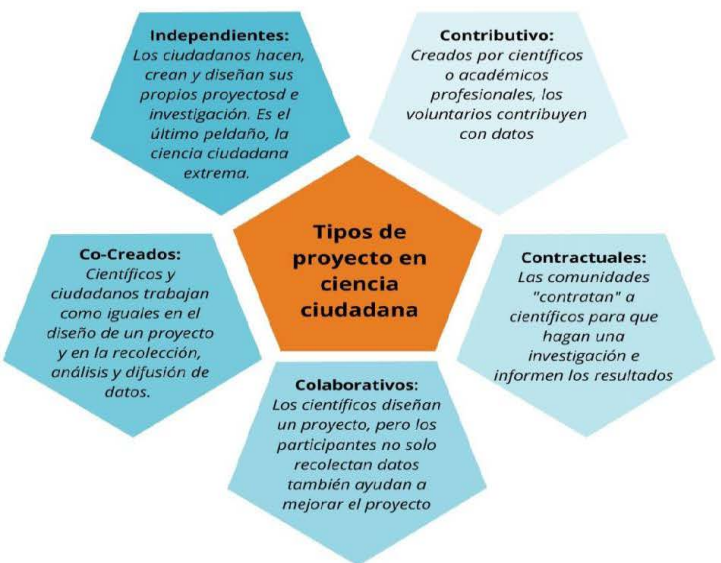 Independientes:
Los ciudadanos hacen,
crean y diseñan sus
propios proyectosd e
investigación. Es el
último peldaño, la
ciencia ciudadana
extrema.
Contributivo:
Creados por científicos
o académicos
profesionales, los
voluntarios contribuyen
con datos
Tipos de
proyecto en
ciencia
ciudadana
Co-Creados:
Científicos y
ciudadanos trabajan
como iguales en el
diseño de un proyecto
y en la recolección,
análisis y difusión de
datos.
Contractuales:
Las comunidades
"contratan" a
científicos para que
hagan una
investigación e
informen los resultados
Colaborativos:
Los científicos diseñan
un proyecto, pero los
participantes no solo
recolectan datos
también ayudan a
mejorar el proyecto